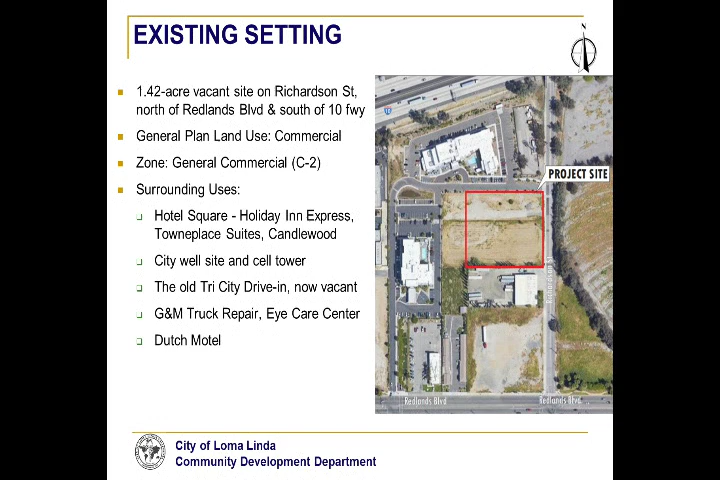 EXISTING SETTING
N
1.42-acre vacant site on Richardson St,
north of Redlands Blvd & south of 10 fwy
General Plan Land Use: Commercial
Zone: General Commercial (C-2)
Surrounding Uses:
Hotel Square - Holiday Inn Express,
Towneplace Suites, Candlewood
City well site and cell tower
The old Tri City Drive-in, now vacant
G&M Truck Repair, Eye Care Center
Dutch Motel
10
PROJECT SITE
Richardson St
Redlands Blvd
Redlands Blvd
City of Loma Linda
Community Development Department